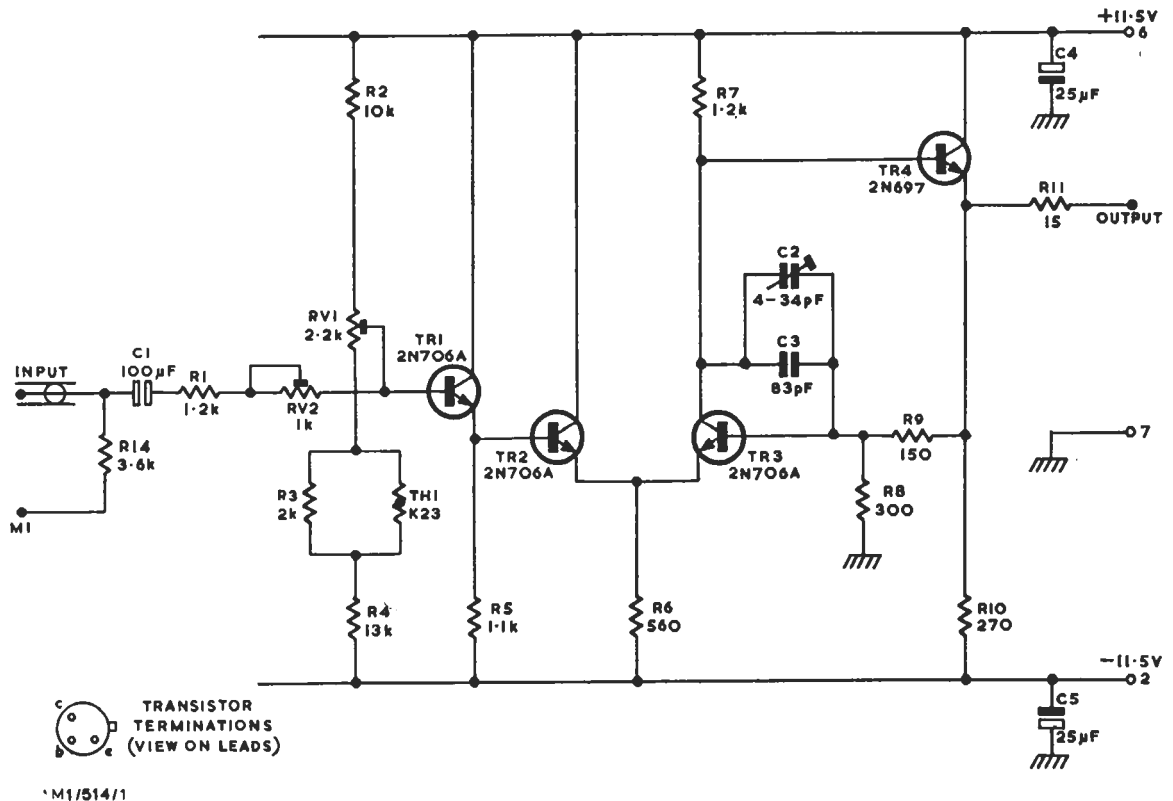 +11·5V
6
C4
25µF
R2
10k
R7
1·2k
TR4
2N697
R11
15
OUTPUT
C2
4-34pF
RV1
2·2k
TR1
2N706A
C3
83pF
INPUT
C1
100µF
R1
1·2k
RV2
1k
R14
3.6k
M1
TR2
2N706A
TR3
2N706A
R9
150
7
R8
300
R3
2k
TH1
K23
R4
13k
R5
1·1k
R6
560
R10
270
-11·5V
2
C5
25µF
c
b
e
TRANSISTOR
TERMINATIONS
(VIEW ON LEADS)
M1/514/1